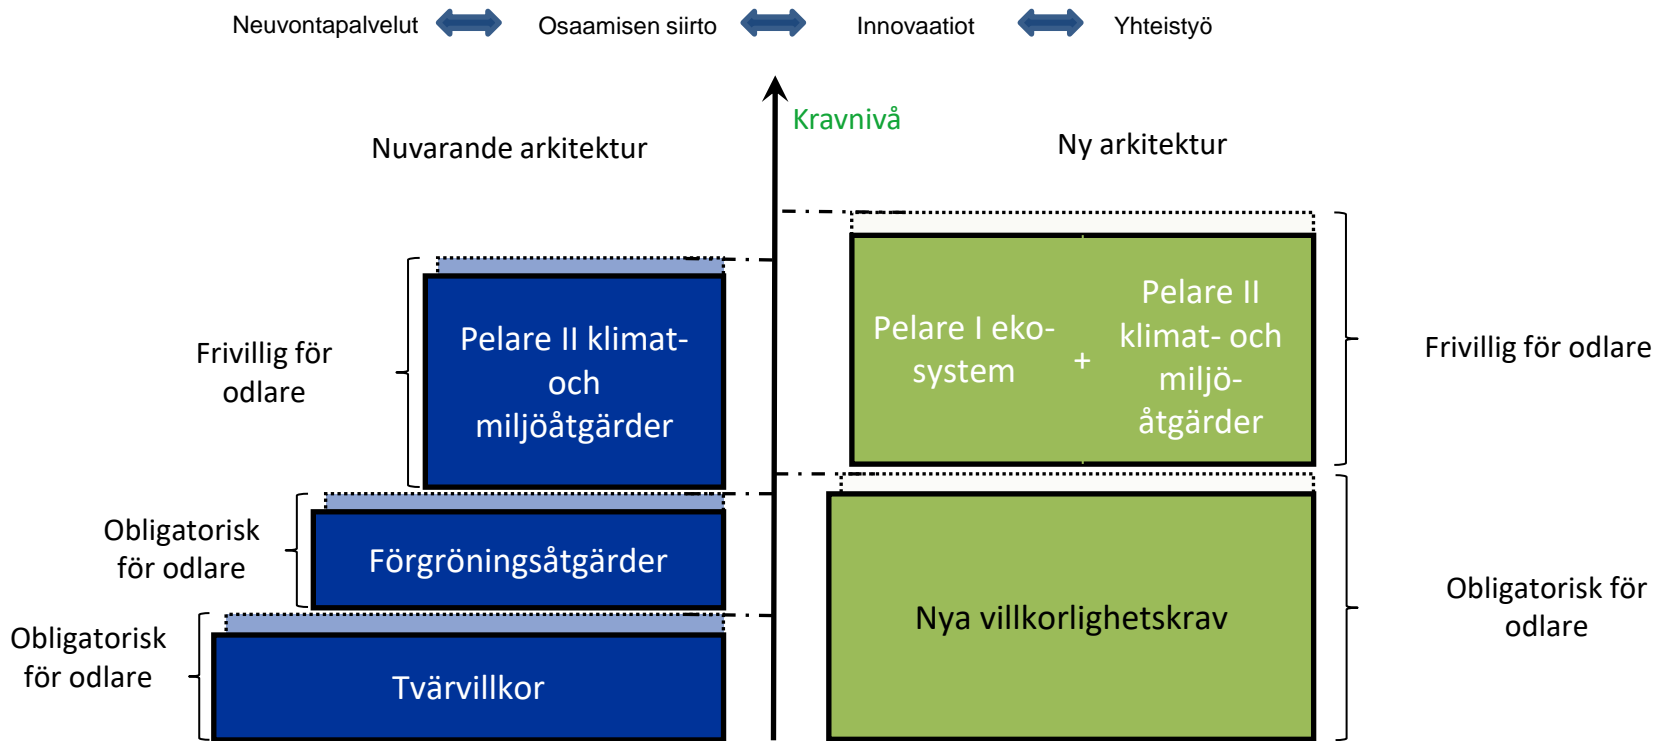 Neuvontapalvelut Osaamisen siirto Innovaatiot Yhteistyö
Kravnivå
Nuvarande arkitektur
Ny arkitektur
Frivillig för
odlare
Pelare II klimat-
och
miljöåtgärder
Obligatorisk
för odlare
Förgröningsåtgärder
Obligatorisk
för odlare
Tvärvillkor
Pelare I eko-
system
+
Pelare II
klimat- och
miljö-
åtgärder
Frivillig för odlare
Nya villkorlighetskrav
Obligatorisk för
odlare